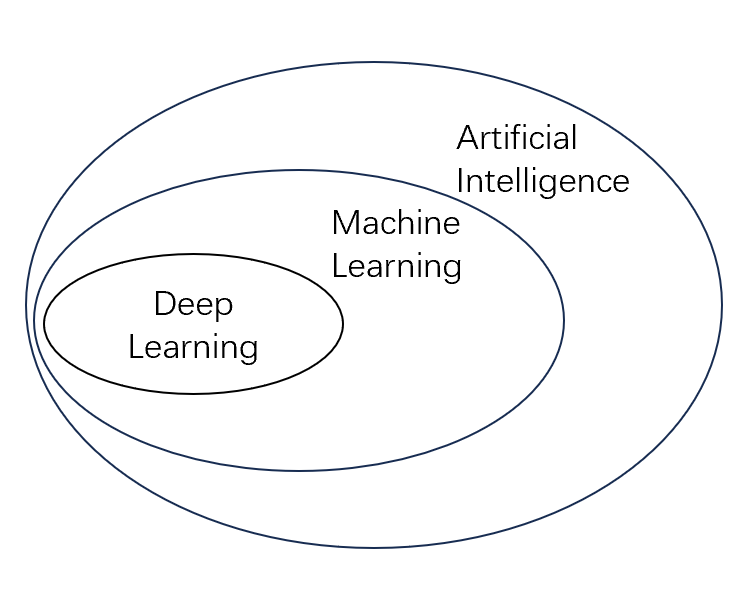 Artificial
Intelligence
Machine
Learning
Deep
Learning